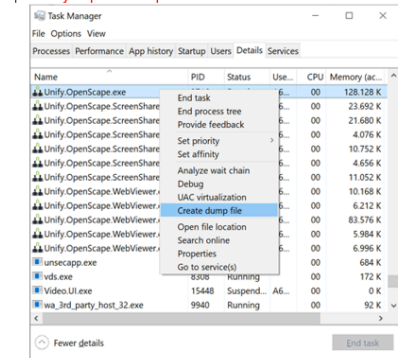 Task Manager
File Options View
Processes Performance App history Startup Users Details Services
Name PID Status Use... CPU Memory (ac...
Unify.OpenScape.exe 00 128.128 K
Unify.OpenScape.ScreenShare 00 23.692 K
Unify.OpenScape.ScreenShare 00 21.680 K
Unify.OpenScape.ScreenShare 00 4.076 K
Unify.OpenScape.ScreenShare 00 10.752 K
Unify.OpenScape.ScreenShare 00 4.656 K
Unify.OpenScape.ScreenShare 00 11.052 K
Unify.OpenScape.WebViewer. 00 10.168 K
Unify.OpenScape.WebViewer. 00 6.212 K
Unify.OpenScape.WebViewer. 00 83.576 K
Unify.OpenScape.WebViewer. 00 5.984 K
Unify.OpenScape.WebViewer. 00 6.996 K
unsecapp.exe 00 684 K
vds.exe 8308 Running 00 172 K
Video.UI.exe 15448 Suspend... A6... 00 0 K
wa_3rd_party_host_32.exe 9940 Running 00 92 K
End task
End process tree
Provide feedback
Set priority
Set affinity
Analyze wait chain
Debug
UAC virtualization
Create dump file
Open file location
Search online
Properties
Go to service(s)
Fewer details
End task